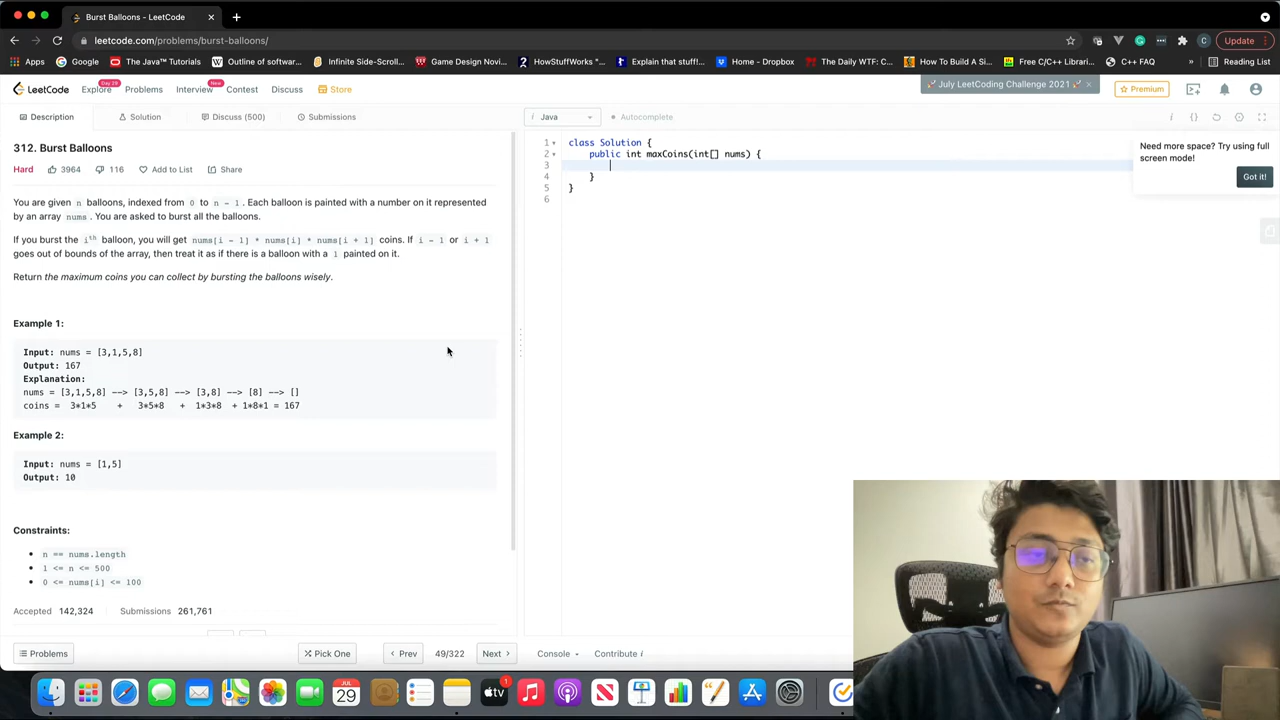 Burst Balloons - LeetCode
leetcode.com/problems/burst-balloons/
C
Update
Apps
Google
The Java™ Tutorials
Outline of softwar...
Infinite Side-Scroll...
Game Design Novi...
HowStuffWorks "...
Explain that stuff!...
Home - Dropbox
The Daily WTF: C...
How To Build A Si...
Free C/C++ Librari...
C++ FAQ
»
Reading List
LeetCode
Explore
Problems
Interview
New
Contest
Discuss
Store
July LeetCoding Challenge 2021
Premium
Description
Solution
Discuss (500)
Submissions
i
Java
Autocomplete
i
{}
312. Burst Balloons
Hard
3964
116
Add to List
Share
You are given n balloons, indexed from 0 to n - 1. Each balloon is painted with a number on it represented
by an array nums. You are asked to burst all the balloons.
If you burst the ith balloon, you will get nums[i - 1] * nums[i] * nums[i + 1] coins. If i - 1 or i + 1
goes out of bounds of the array, then treat it as if there is a balloon with a 1 painted on it.
Return the maximum coins you can collect by bursting the balloons wisely.
Example 1:
Input: nums = [3,1,5,8]
Output: 167
Explanation:
nums = [3,1,5,8] --> [3,5,8] --> [3,8] --> [8] --> []
coins = 3*1*5 + 3*5*8 + 1*3*8 + 1*8*1 = 167
Example 2:
Input: nums = [1,5]
Output: 10
Constraints:
n == nums.length
1 <= n <= 500
0 <= nums[i] <= 100
Accepted 142,324 Submissions 261,761
1 class Solution {
2 public int maxCoins(int[] nums) {
3
4 }
5 }
6
Need more space? Try using full
screen mode!
Got it!
Problems
Pick One
Prev
49/322
Next
Console
Contribute i
JUL
29
tv
1